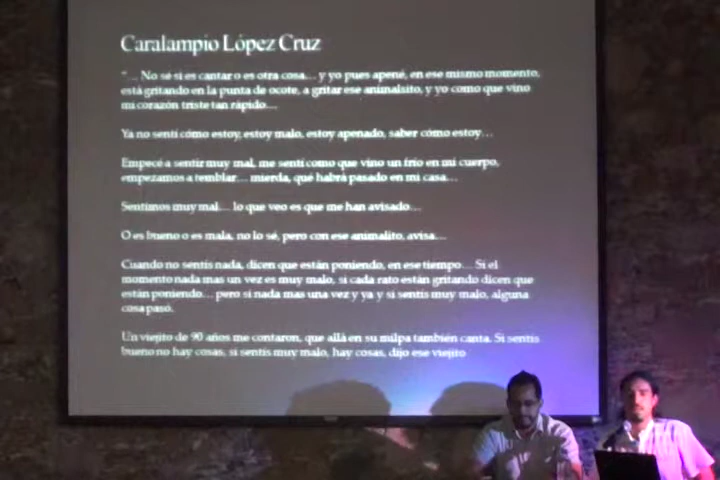 Caralampio López Cruz
"… No sé si es cantar o es otra cosa… y yo pues apené, en ese mismo momento,
está gritando en la punta de ocote, a gritar ese animalsito, y yo como que vino
mi corazón triste tan rápido…
Ya no sentí cómo estoy, estoy malo, estoy apenado, saber cómo estoy…
Empecé a sentir muy mal, me sentí como que vino un frio en mi cuerpo,
empezamos a temblar… mierda, qué habrá pasado en mi casa…
Sentimos muy mal… lo que veo es que me han avisado…
O es bueno o es mala, no lo sé, pero con ese animalito, avisa…
Cuando no sentis nada, dicen que están poniendo, en ese tiempo… Si el
momento nada mas un vez es muy malo, si cada rato están gritando dicen que
están poniendo… pero si nada mas una vez y ya y si sentis muy malo, alguna
cosa paso.
Un viejito de 90 años me contaron, que allá en su milpa también canta. Si sentis
bueno no hay cosas, si sentis muy malo, hay cosas, dijo ese viejito